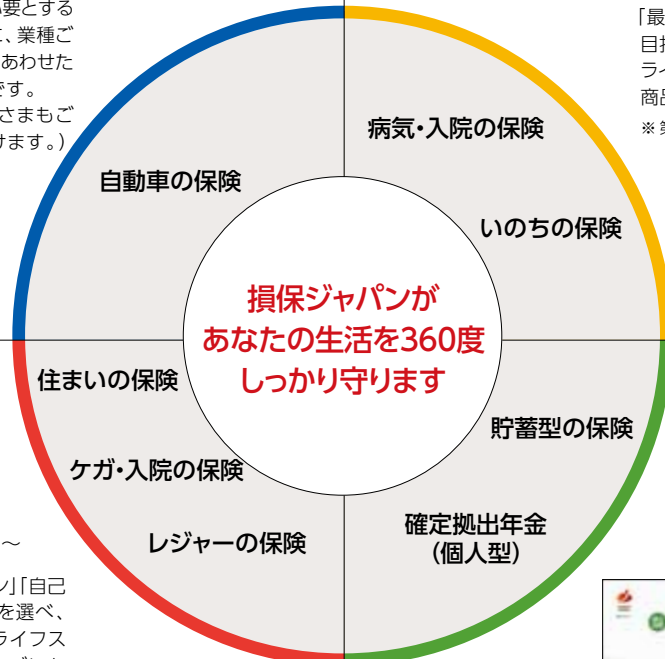 要とする
、業種ご
あわせた
です。
さまもご
けます。）
「最
目指
ライ
商品
※
病気・入院の保険
自動車の保険
いのちの保険
損保ジャパンが
あなたの生活を360度
しっかり守ります
住まいの保険
貯蓄型の保険
ケガ・入院の保険
確定拠出年金
(個人型)
レジャーの保険
～
ン」「自己
を選べ、
ライフス